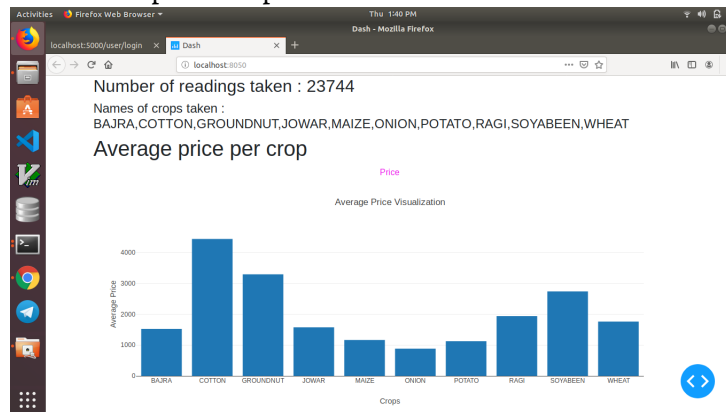 Activities Firefox Web Browser Thu 1:40 PM
Dash - Mozilla Firefox
localhost:5000/user/login × Dash × +
localhost:8050
Number of readings taken : 23744
Names of crops taken :
BAJRA,COTTON,GROUNDNUT,JOWAR,MAIZE,ONION,POTATO,RAGI,SOYABEEN,WHEAT
Average price per crop
Price
Average Price Visualization
4000
3000
2000
1000
0
Average Price
BAJRA COTTON GROUNDNUT JOWAR MAIZE ONION POTATO RAGI SOYABEEN WHEAT
Crops